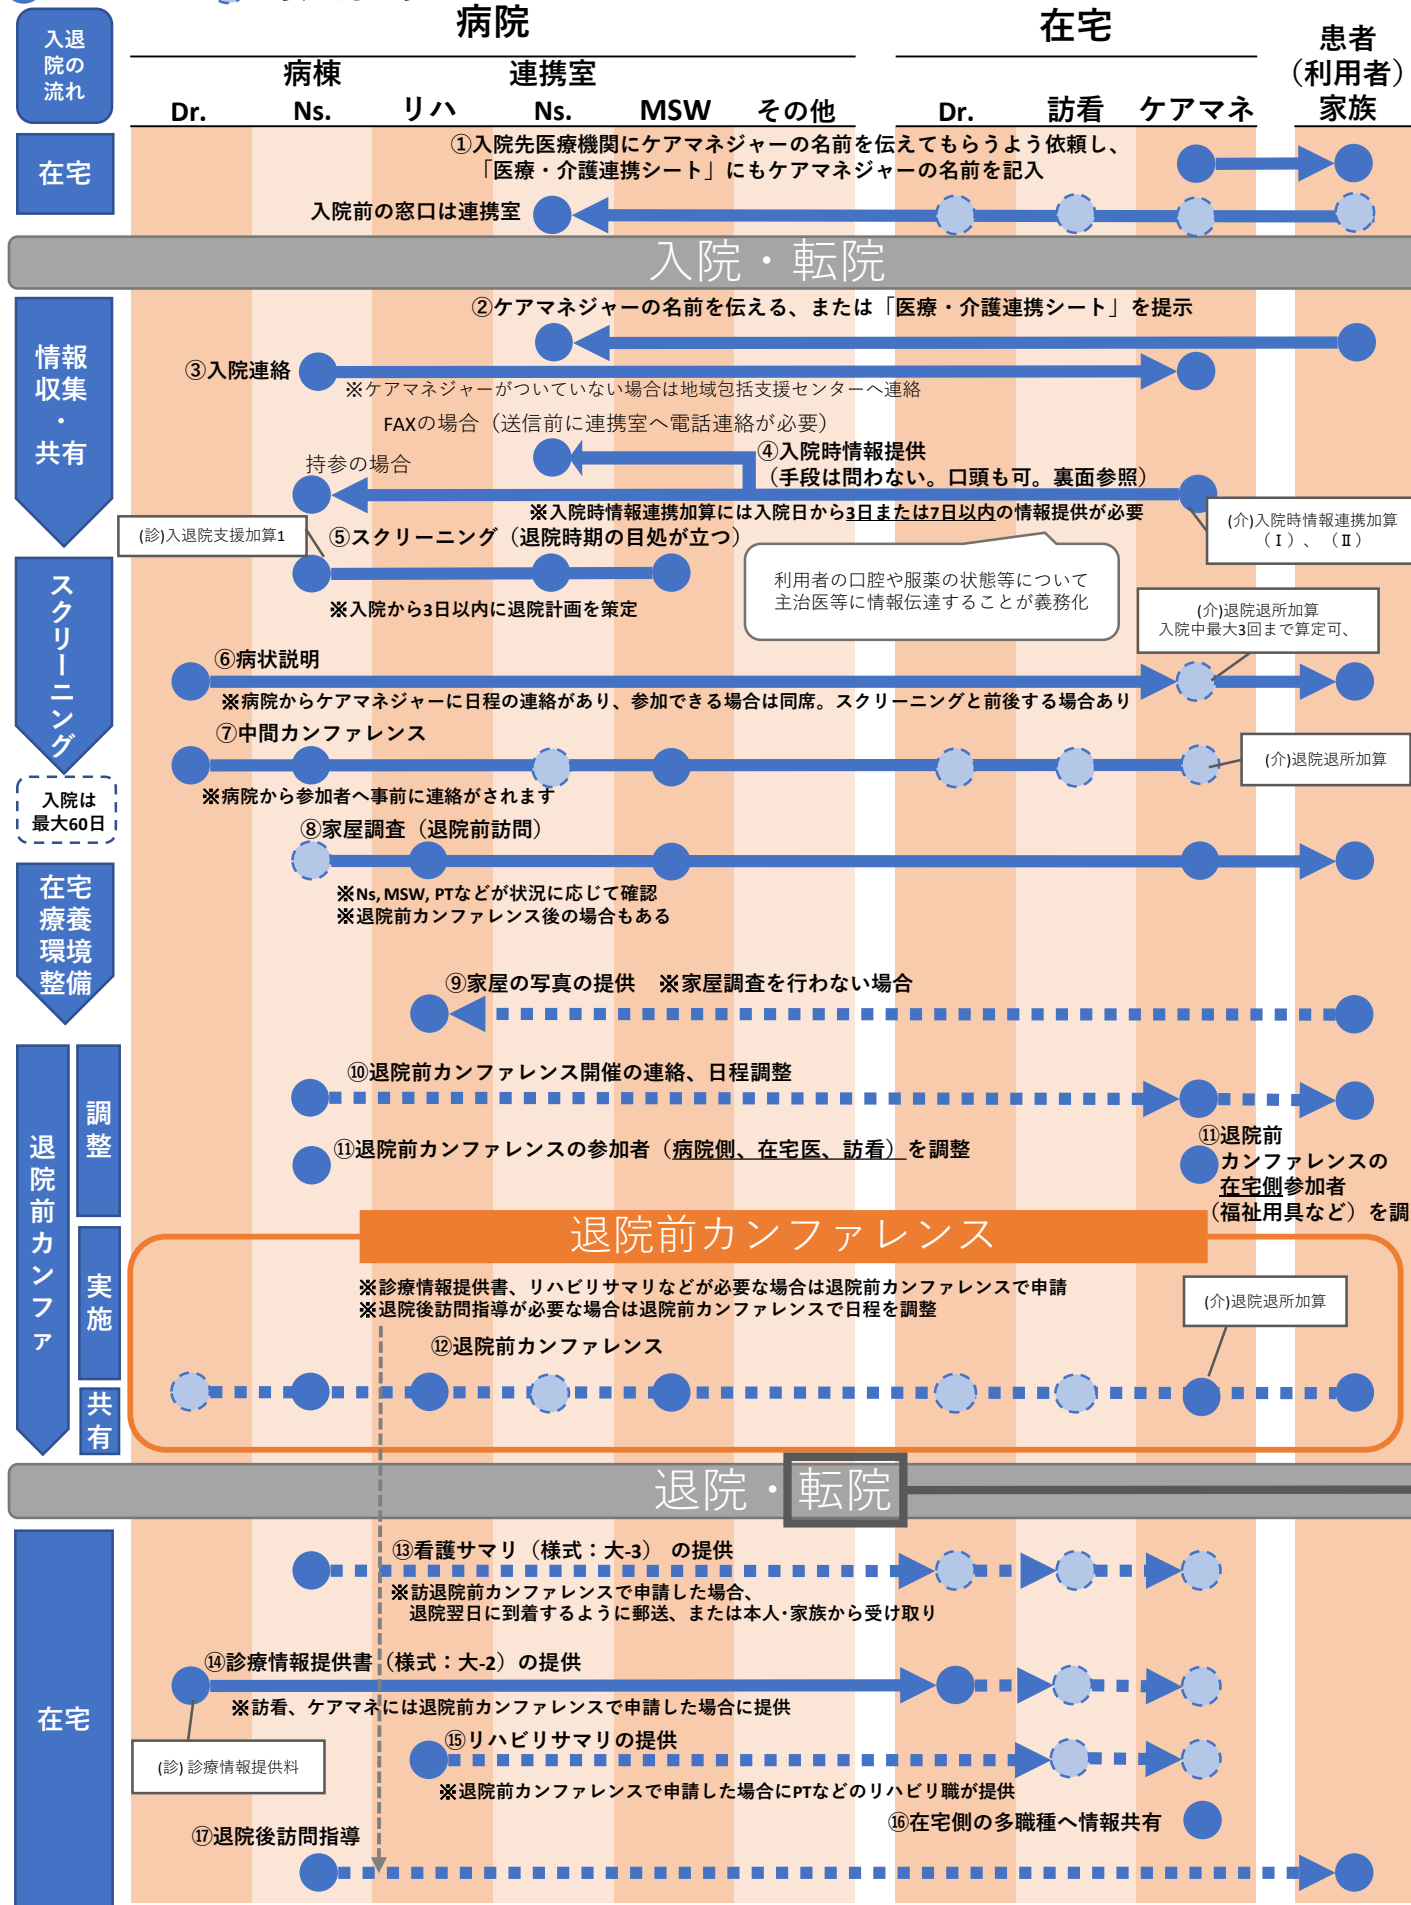 病院
在宅
患者
（利用者）
家族
入退
院の
流れ
病棟
連携室
Dr.
Ns.
リハ
Ns.
MSW
その他
Dr.
訪看
ケアマネ
在宅
①入院先医療機関にケアマネジャーの名前を伝えてもらうよう依頼し、
「医療・介護連携シート」にもケアマネジャーの名前を記入
入院前の窓口は連携室
入院・転院
情報
収集
・
共有
②ケアマネジャーの名前を伝える、または「医療・介護連携シート」を提示
③入院連絡
※ケアマネジャーがついていない場合は地域包括支援センターへ連絡
FAXの場合（送信前に連携室へ電話連絡が必要）
④入院時情報提供
（手段は問わない。口頭も可。裏面参照）
持参の場合
※入院時情報連携加算には入院日から3日または7日以内の情報提供が必要
(介)入院時情報連携加算
（Ⅰ）、（Ⅱ）
(診)入退院支援加算1
⑤スクリーニング（退院時期の目処が立つ）
スクリーニング
利用者の口腔や服薬の状態等について
主治医等に情報伝達することが義務化
※入院から3日以内に退院計画を策定
(介)退院退所加算
入院中最大3回まで算定可、
⑥病状説明
※病院からケアマネジャーに日程の連絡があり、参加できる場合は同席。スクリーニングと前後する場合あり
⑦中間カンファレンス
(介)退院退所加算
※病院から参加者へ事前に連絡がされます
入院は
最大60日
⑧家屋調査（退院前訪問）
在宅
療養
環境
整備
※Ns, MSW, PTなどが状況に応じて確認
※退院前カンファレンス後の場合もある
⑨家屋の写真の提供　※家屋調査を行わない場合
退院前カンファ
調整
⑩退院前カンファレンス開催の連絡、日程調整
⑪退院前カンファレンスの参加者（病院側、在宅医、訪看）を調整
⑪退院前
カンファレンスの
在宅側参加者
（福祉用具など）を調
退院前カンファレンス
実施
※診療情報提供書、リハビリサマリなどが必要な場合は退院前カンファレンスで申請
※退院後訪問指導が必要な場合は退院前カンファレンスで日程を調整
(介)退院退所加算
⑫退院前カンファレンス
共有
退院・転院
在宅
⑬看護サマリ（様式：大-3） の提供
※訪退院前カンファレンスで申請した場合、
退院翌日に到着するように郵送、または本人・家族から受け取り
⑭診療情報提供書（様式：大-2）の提供
※訪看、ケアマネには退院前カンファレンスで申請した場合に提供
(診) 診療情報提供料
⑮リハビリサマリの提供
※退院前カンファレンスで申請した場合にPTなどのリハビリ職が提供
⑯在宅側の多職種へ情報共有
⑰退院後訪問指導